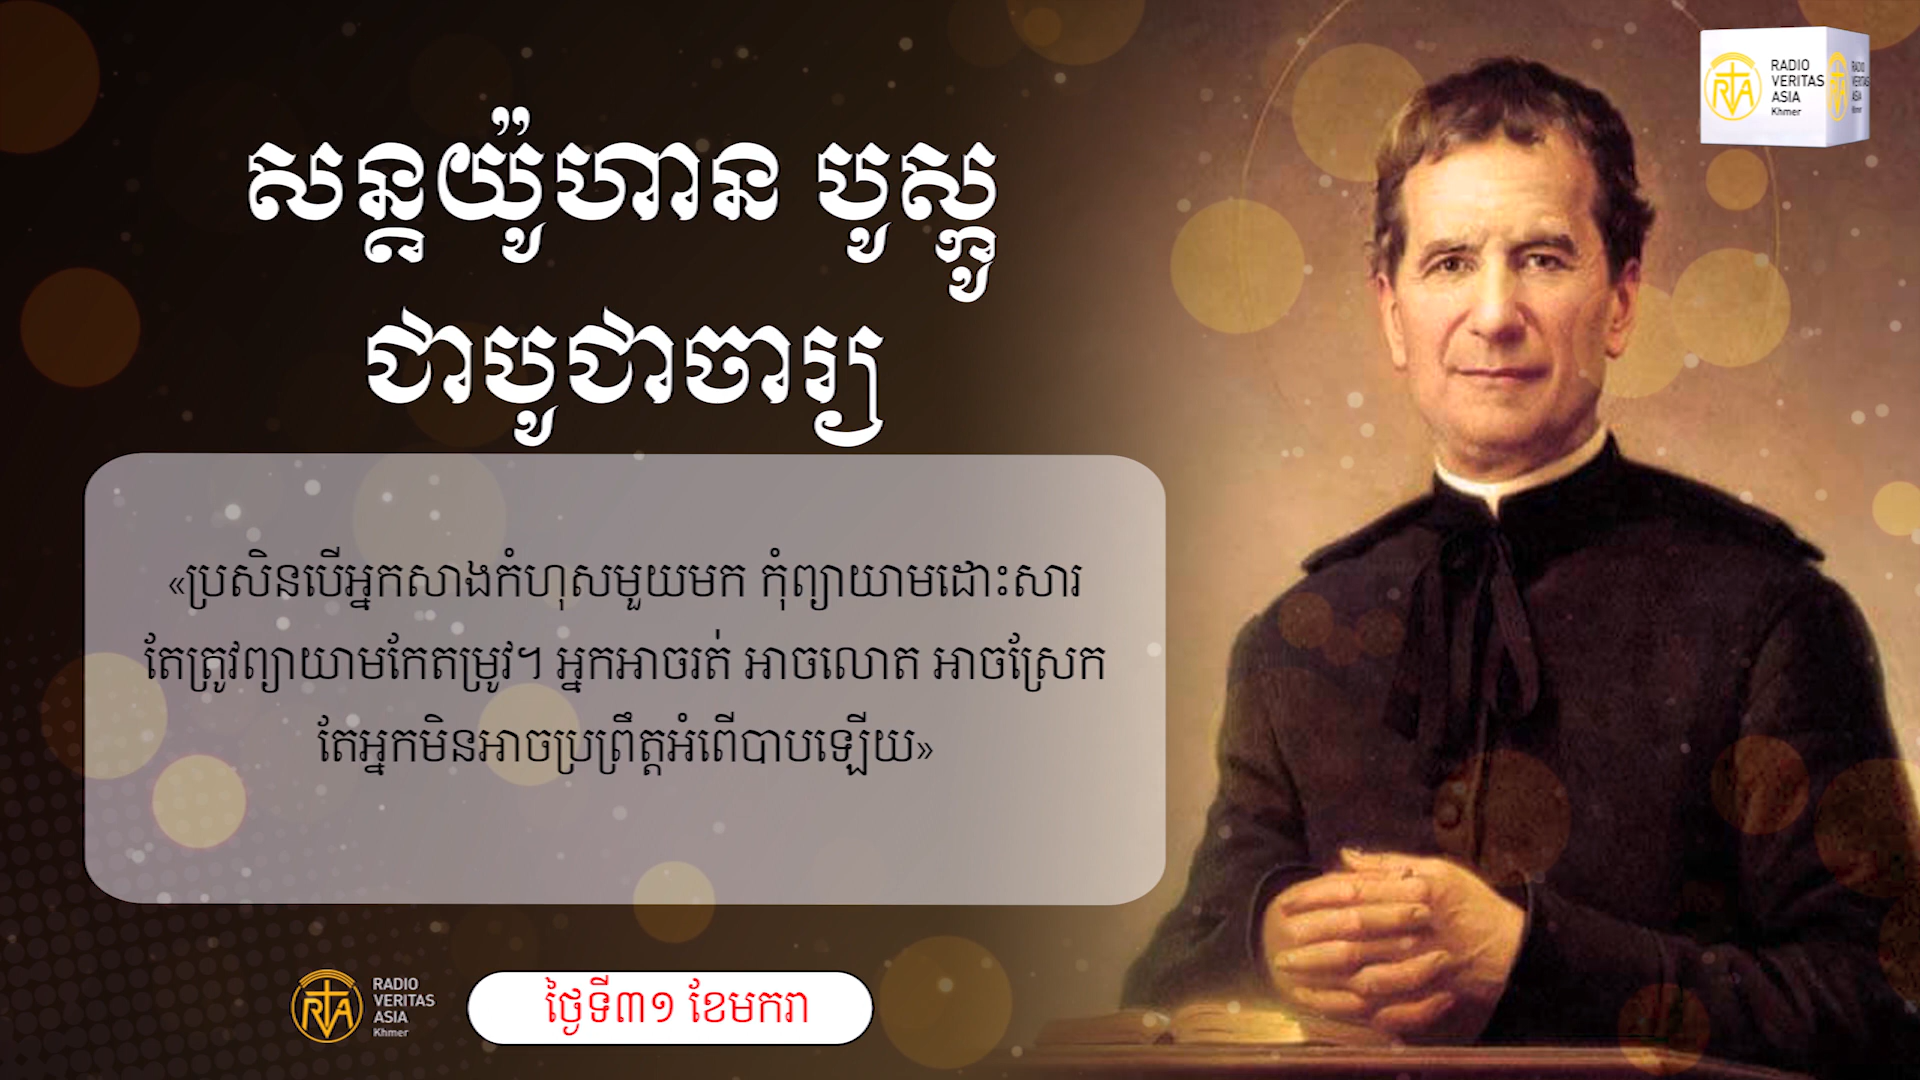 សន្តយ៉ូហាន បូស្កូ
ជាបូជាចារ្យ
«ប្រសិនបើអ្នកសាងកំហុសមួយមក កុំព្យាយាមដោះសារ
តែត្រូវព្យាយាមកែតម្រូវ។ អ្នកអាចរត់ អាចលោត អាចស្រែក
តែអ្នកមិនអាចប្រព្រឹត្តអំពើបាបឡើយ»
ថ្ងៃទី៣១ ខែមករា
RADIO
VERITAS
ASIA
Khmer
RADIO
VERITAS
ASIA
Khmer
RADIO
VERITAS
ASIA
Khmer